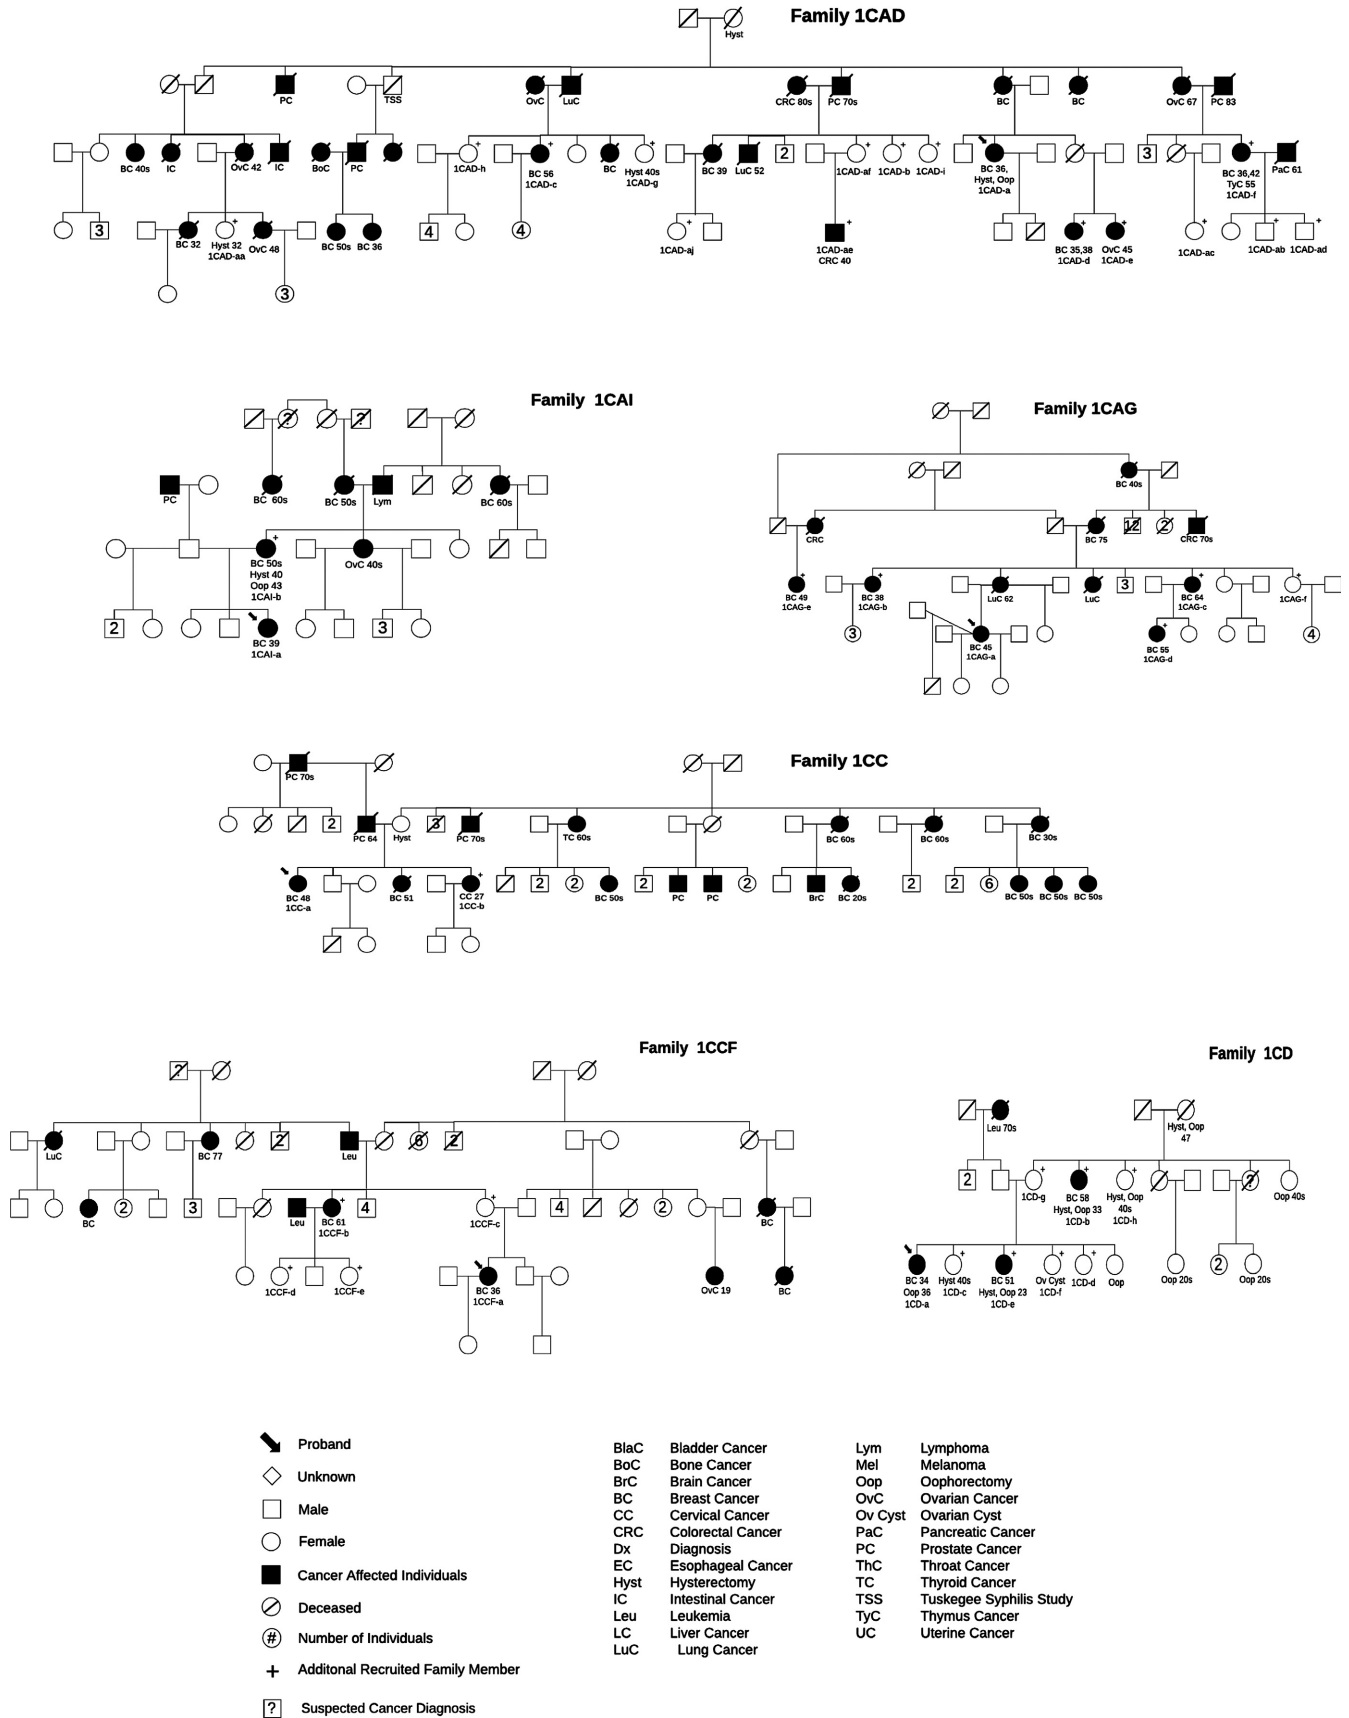 Family 1CAD
Hyst
PC
TSS
OvC
LuC
CRC 80s
PC 70s
BC
BC
OvC 67
PC 83
BC 40s
IC
OvC 42
IC
BoC
PC
1CAD-h
BC 56
1CAD-c
BC
Hyst 40s
1CAD-g
BC 39
LuC 52
2
1CAD-af
1CAD-b
1CAD-i
BC 36,
Hyst, Oop
1CAD-a
3
BC 36,42
TyC 55
1CAD-f
PaC 61
3
BC 32
Hyst 32
1CAD-aa
OvC 48
BC 50s
BC 36
4
4
1CAD-aj
1CAD-ae
CRC 40
BC 35,38
1CAD-d
OvC 45
1CAD-e
1CAD-ac
1CAD-ab
1CAD-ad
3
Family 1CAI
?
?
PC
BC 60s
BC 50s
Lym
BC 60s
BC 50s
Hyst 40
Oop 43
1CAI-b
OvC 40s
2
BC 39
1CAI-a
3
Family 1CAG
BC 40s
CRC
BC 75
12
2
CRC 70s
BC 49
1CAG-e
BC 38
1CAG-b
LuC 62
LuC
3
BC 64
1CAG-c
1CAG-f
3
BC 45
1CAG-a
BC 55
1CAG-d
4
Family 1CC
PC 70s
2
PC 64
Hyst
3
PC 70s
TC 60s
BC 60s
BC 60s
BC 30s
BC 48
1CC-a
BC 51
CC 27
1CC-b
2
2
BC 50s
2
PC
PC
2
BrC
BC 20s
2
2
6
BC 50s
BC 50s
BC 50s
Family 1CCF
?
LuC
BC 77
2
Leu
6
2
BC
2
3
Leu
BC 61
1CCF-b
4
1CCF-c
4
2
BC
1CCF-d
1CCF-e
BC 36
1CCF-a
OvC 19
BC
Family 1CD
Leu 70s
Hyst, Oop
47
2
1CD-g
BC 58
Hyst, Oop 33
1CD-b
Hyst, Oop
40s
1CD-h
?
Oop 40s
BC 34
Oop 36
1CD-a
Hyst 40s
1CD-c
BC 51
Hyst, Oop 23
1CD-e
Ov Cyst
1CD-f
1CD-d
Oop
Oop 20s
2
Oop 20s
Proband
Unknown
Male
Female
Cancer Affected Individuals
Deceased
# Number of Individuals
+ Additonal Recruited Family Member
? Suspected Cancer Diagnosis
BlaC Bladder Cancer
BoC Bone Cancer
BrC Brain Cancer
BC Breast Cancer
CC Cervical Cancer
CRC Colorectal Cancer
Dx Diagnosis
EC Esophageal Cancer
Hyst Hysterectomy
IC Intestinal Cancer
Leu Leukemia
LC Liver Cancer
LuC Lung Cancer
Lym Lymphoma
Mel Melanoma
Oop Oophorectomy
OvC Ovarian Cancer
Ov Cyst Ovarian Cyst
PaC Pancreatic Cancer
PC Prostate Cancer
ThC Throat Cancer
TC Thyroid Cancer
TSS Tuskegee Syphilis Study
TyC Thymus Cancer
UC Uterine Cancer